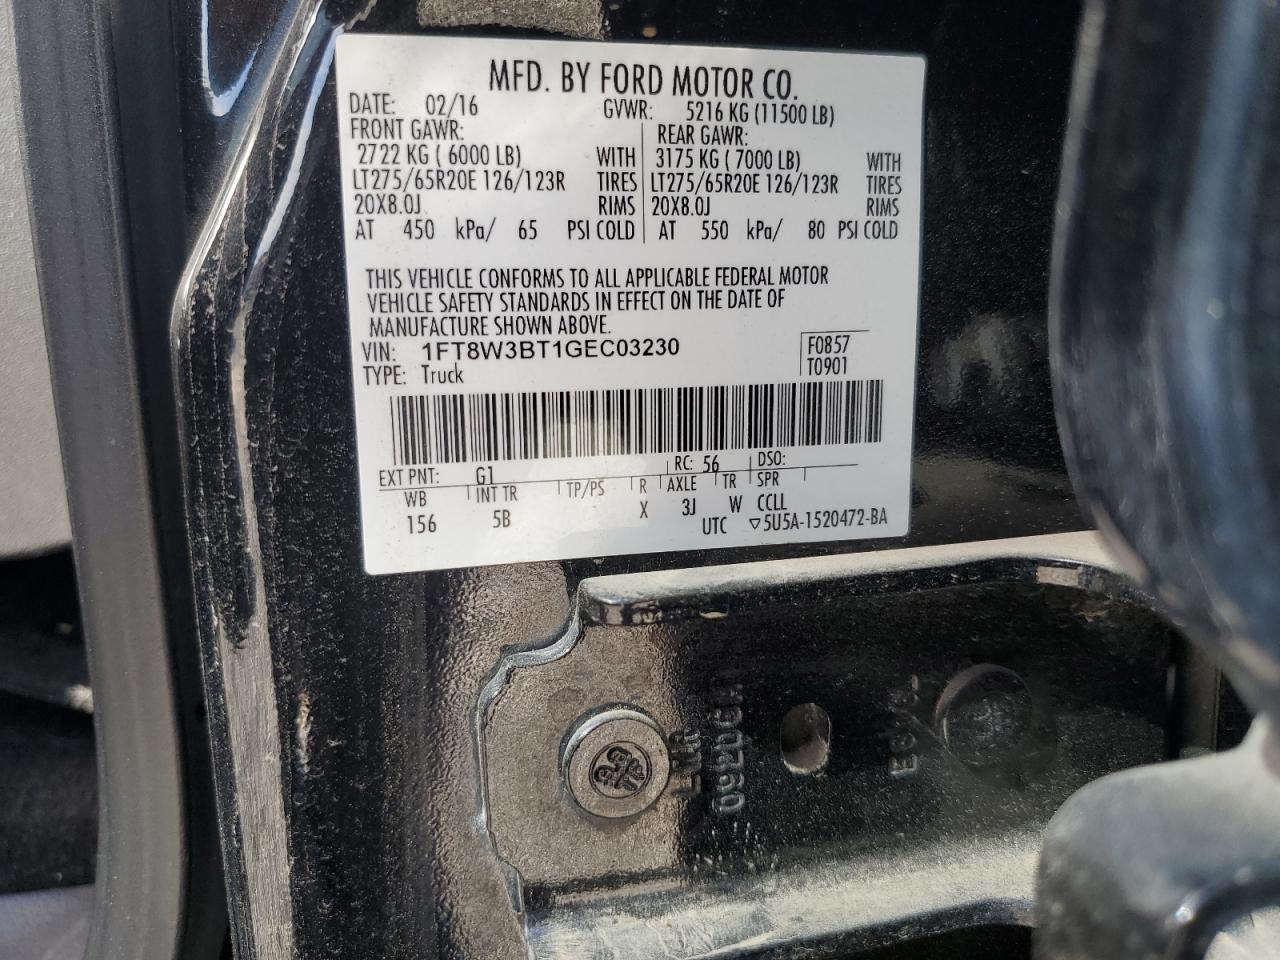 MFD. BY FORD MOTOR CO.
DATE: 02/16 GVWR: 5216 KG (11500 LB)
FRONT GAWR: REAR GAWR:
2722 KG ( 6000 LB) WITH 3175 KG ( 7000 LB) WITH
LT275/65R20E 126/123R TIRES LT275/65R20E 126/123R TIRES
20X8.0J RIMS 20X8.0J RIMS
AT 450 kPa/ 65 PSI COLD AT 550 kPa/ 80 PSI COLD
THIS VEHICLE CONFORMS TO ALL APPLICABLE FEDERAL MOTOR
VEHICLE SAFETY STANDARDS IN EFFECT ON THE DATE OF
MANUFACTURE SHOWN ABOVE.
VIN: 1FT8W3BT1GEC03230 F0857
TYPE: Truck T0901
EXT PNT: G1 RC: 56 DSO:
WB INT TR TP/PS R AXLE TR SPR
156 5B X 3J W CCLL
UTC ▽5U5A-1520472-BA